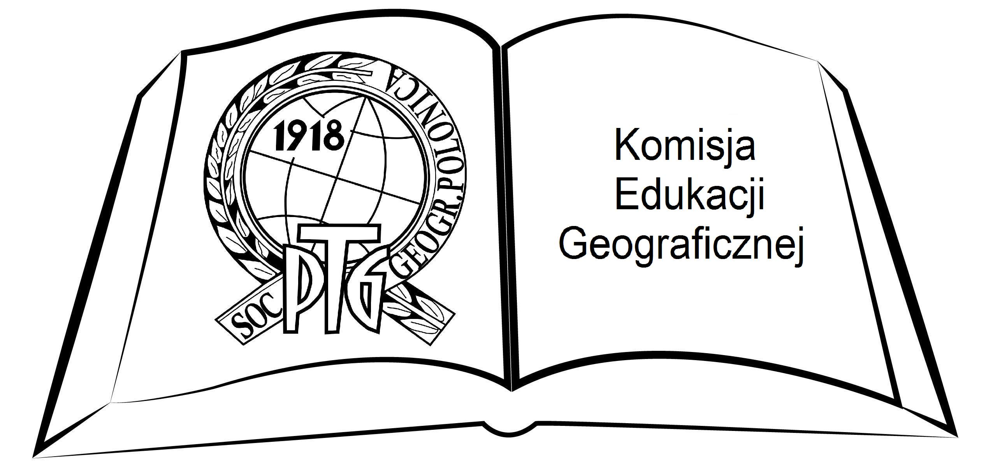 1918
SOC GEOGR. POLONICA
PTG
Komisja
Edukacji
Geograficznej